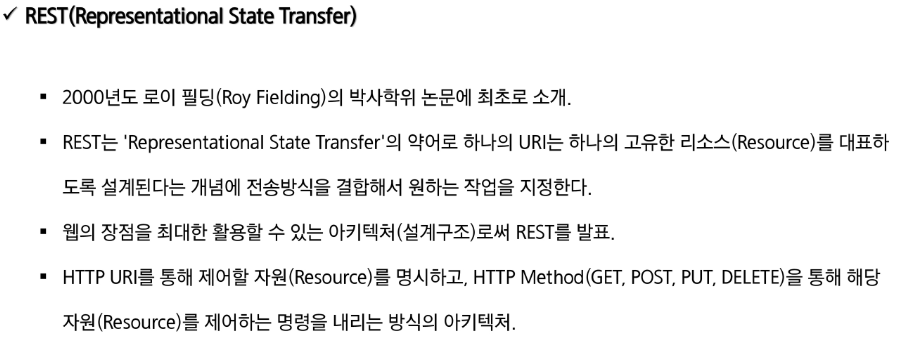 ✓ REST(Representational State Transfer)
▪ 2000년도 로이 필딩(Roy Fielding)의 박사학위 논문에 최초로 소개.
▪ REST는 'Representational State Transfer'의 약어로 하나의 URI는 하나의 고유한 리소스(Resource)를 대표하
도록 설계된다는 개념에 전송방식을 결합해서 원하는 작업을 지정한다.
▪ 웹의 장점을 최대한 활용할 수 있는 아키텍처(설계구조)로써 REST를 발표.
▪ HTTP URI를 통해 제어할 자원(Resource)를 명시하고, HTTP Method(GET, POST, PUT, DELETE)을 통해 해당
자원(Resource)를 제어하는 명령을 내리는 방식의 아키텍처.